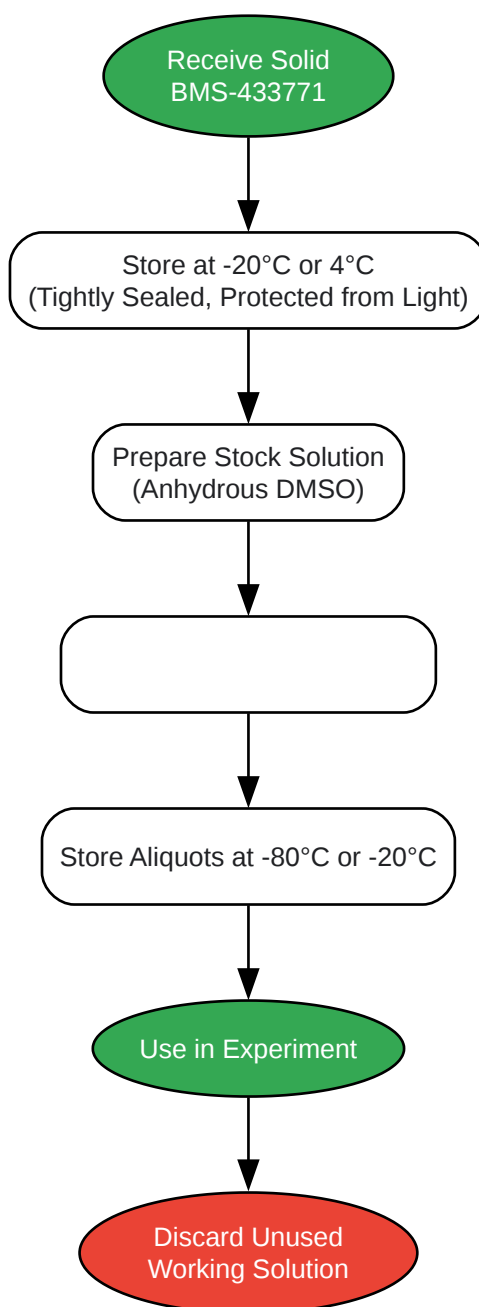 Receive Solid
BMS-433771
Store at -20°C or 4°C
(Tightly Sealed, Protected from Light)
Prepare Stock Solution
(Anhydrous DMSO)
Store Aliquots at -80°C or -20°C
Use in Experiment
Discard Unused
Working Solution